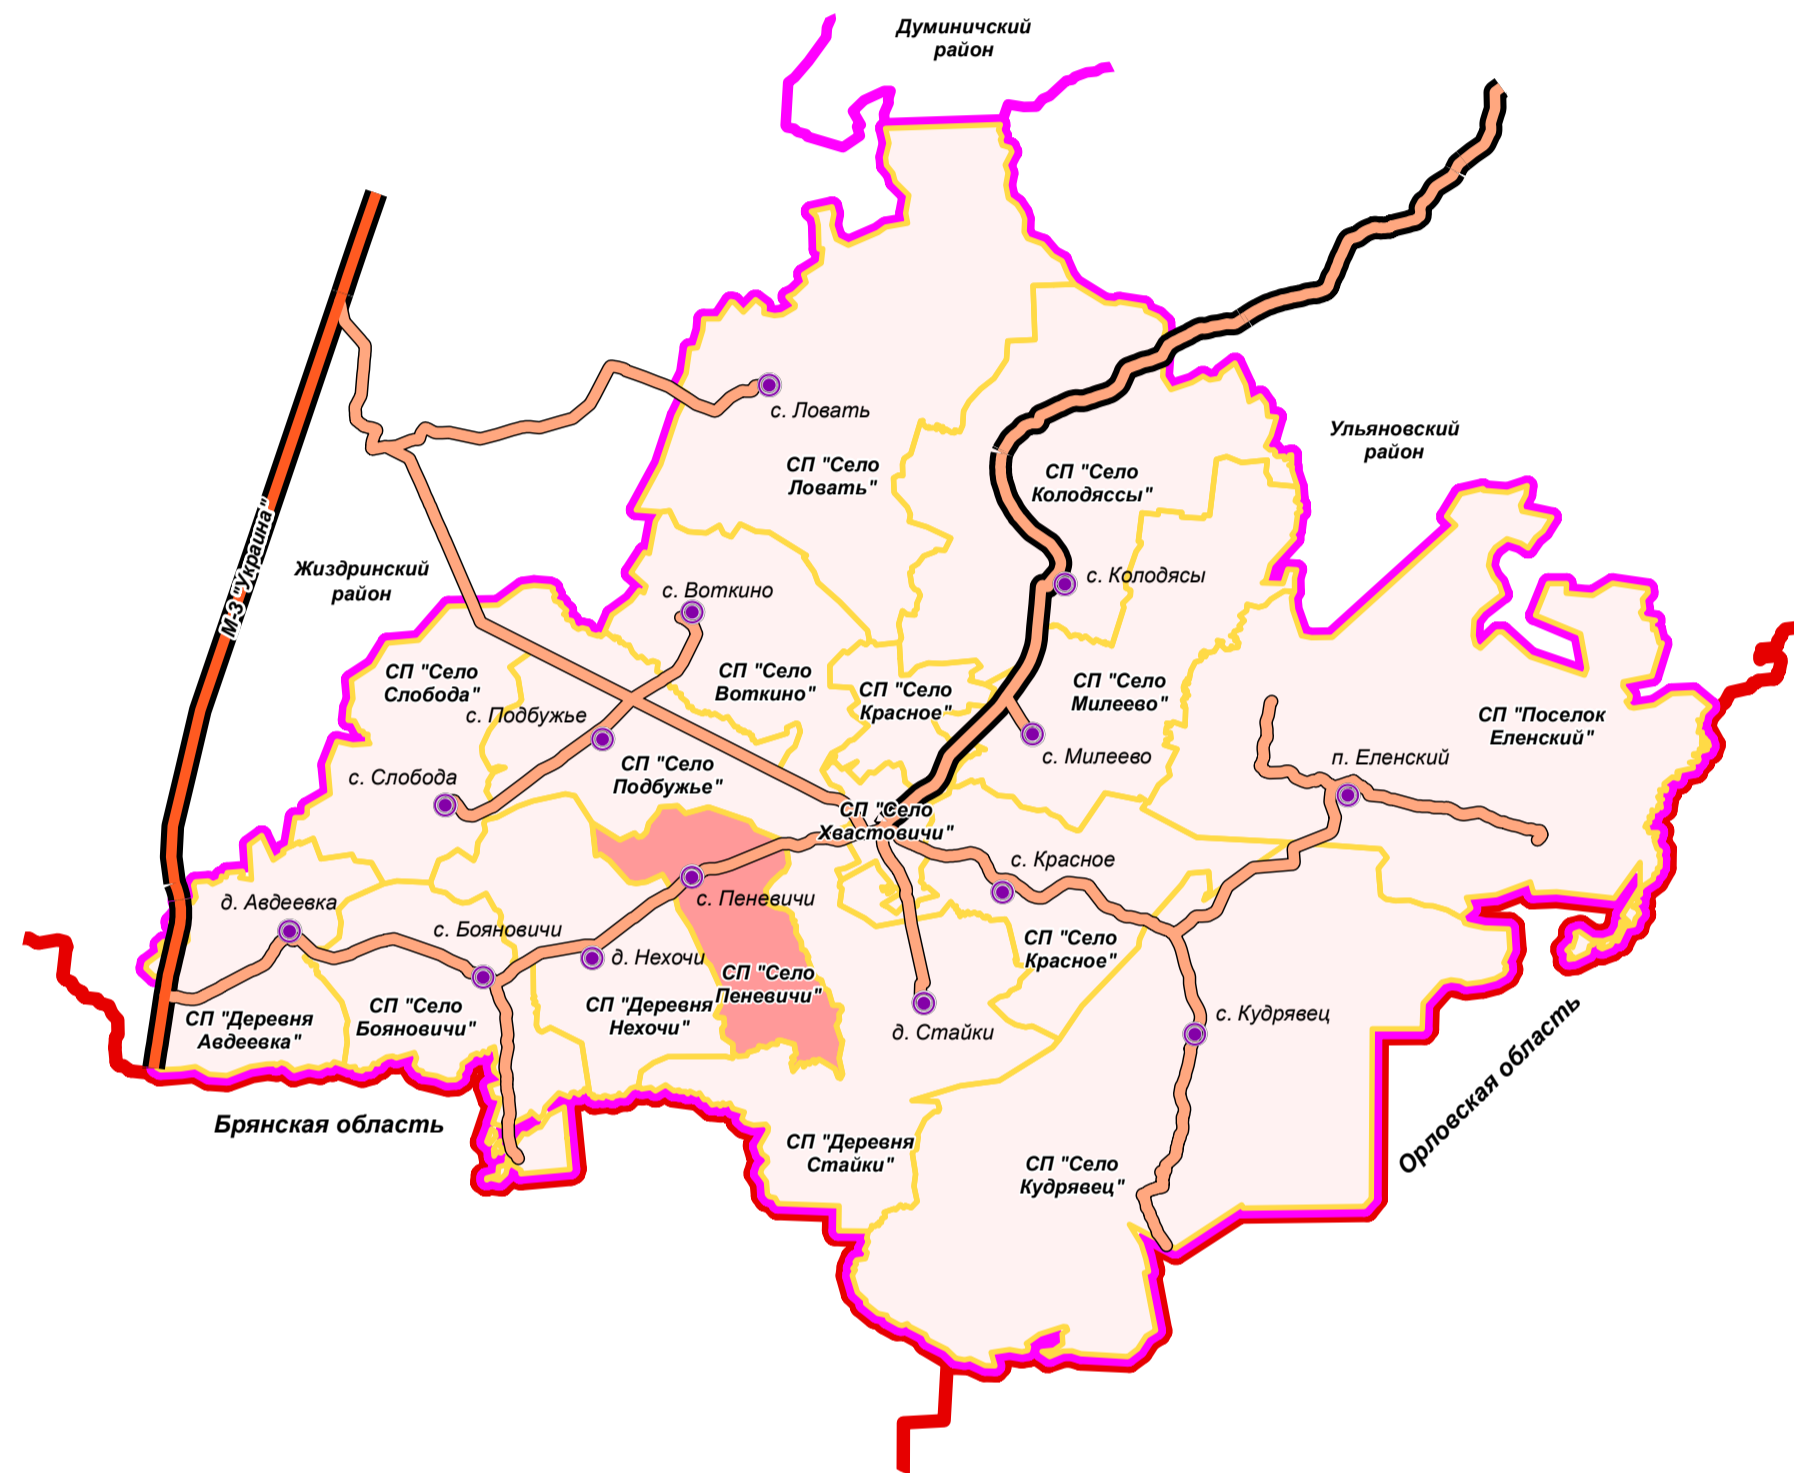 Думиничский
район
с. Ловать
Ульяновский
район
СП "Село
Ловать"
СП "Село
Колодяссы"
М-3 "Украина"
Жиздринский
район
с. Воткино
с. Колодясы
СП "Село
Слобода"
СП "Село
Воткино"
СП "Село
Красное"
СП "Село
Милеево"
с. Подбужье
СП "Поселок
Еленский"
с. Слобода
СП "Село
Подбужье"
с. Милеево
п. Еленский
СП "Село
Хвастовичи"
с. Красное
д. Авдеевка
с. Пеневичи
с. Бояновичи
д. Нехочи
СП "Село
Красное"
СП "Село
Пеневичи"
СП "Деревня
Авдеевка"
СП "Село
Бояновичи"
СП "Деревня
Нехочи"
д. Стайки
с. Кудрявец
Орловская область
Брянская область
СП "Деревня
Стайки"
СП "Село
Кудрявец"